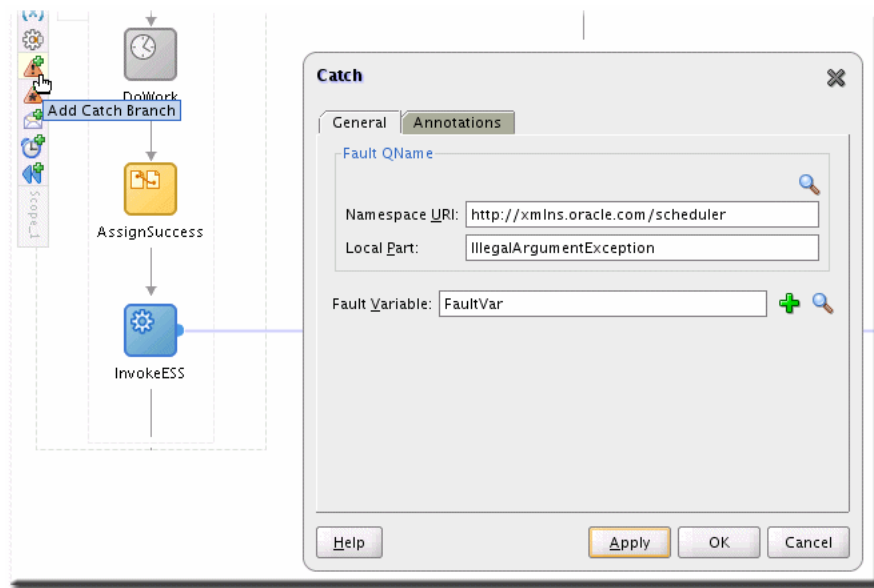 (x)
DoWork
Add Catch Branch
Scope_1
AssignSuccess
InvokeESS
Catch
General
Annotations
Fault QName
Namespace URI: http://xmlns.oracle.com/scheduler
Local Part: IllegalArgumentException
Fault Variable: FaultVar
Help
Apply
OK
Cancel